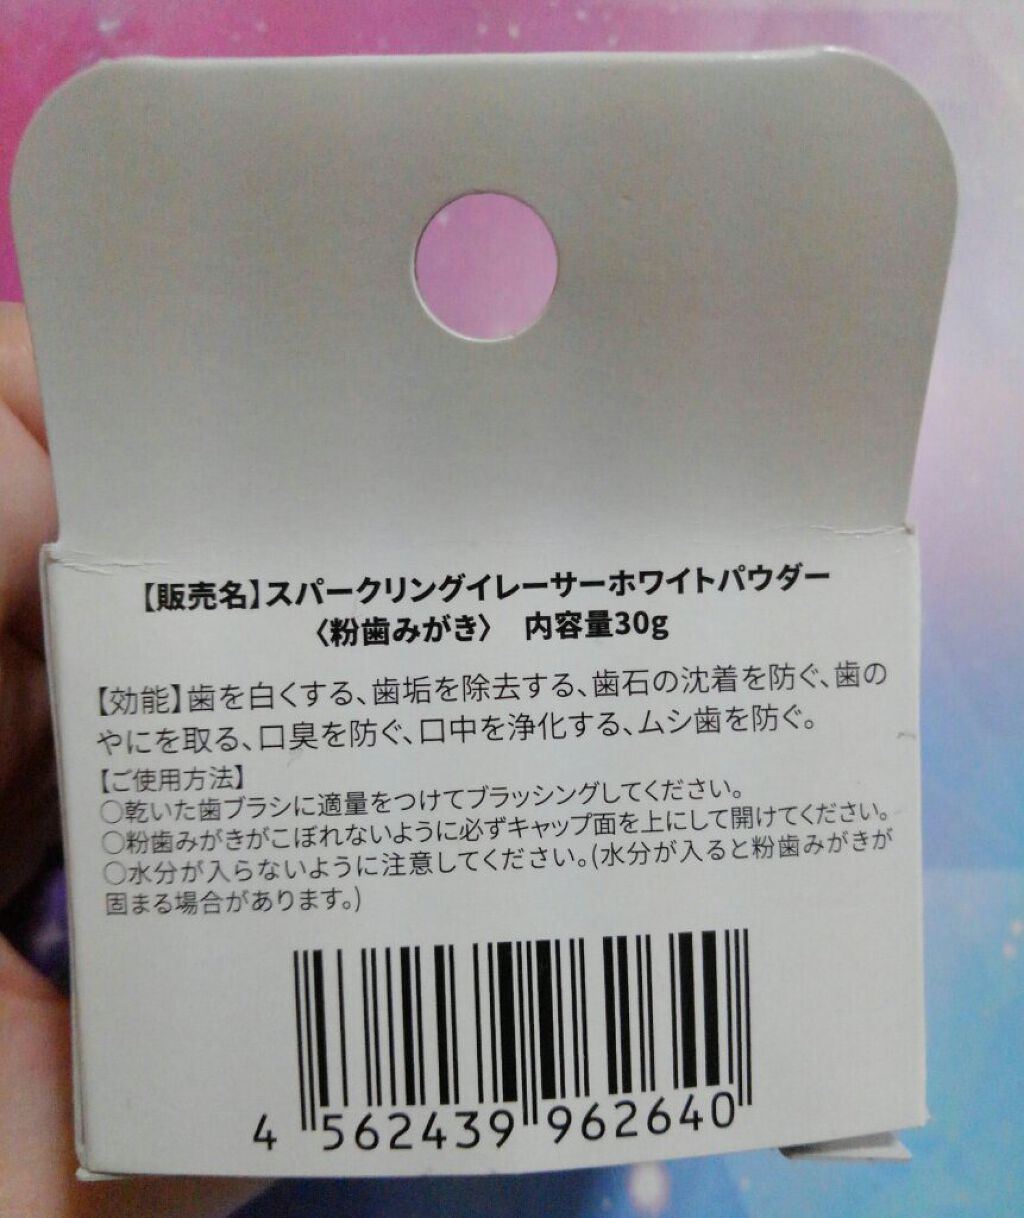 【販売名】スパークリングイレーサーホワイトパウダー
〈粉歯みがき〉 内容量30g
【効能】歯を白くする、歯垢を除去する、歯石の沈着を防ぐ、歯の
やにを取る、口臭を防ぐ、口中を浄化する、ムシ歯を防ぐ。
【ご使用方法】
○乾いた歯ブラシに適量をつけてブラッシングしてください。
○粉歯みがきがこぼれないように必ずキャップ面を上にして開けてください。
○水分が入らないように注意してください。(水分が入ると粉歯みがきが
固まる場合があります。)
4 562439 962640